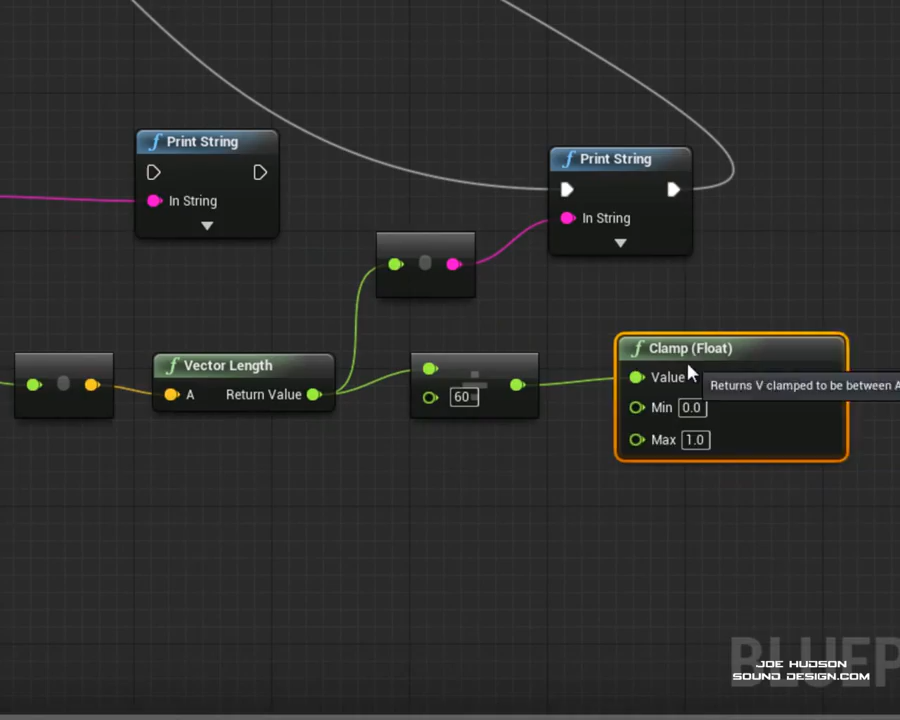 Print String
In String
Print String
In String
Vector Length
A
Return Value
60
Clamp (Float)
Value
Returns V clamped to be between A
Min 0.0
Max 1.0
BLUEP
JOE HUDSON
SOUND DESIGN.COM